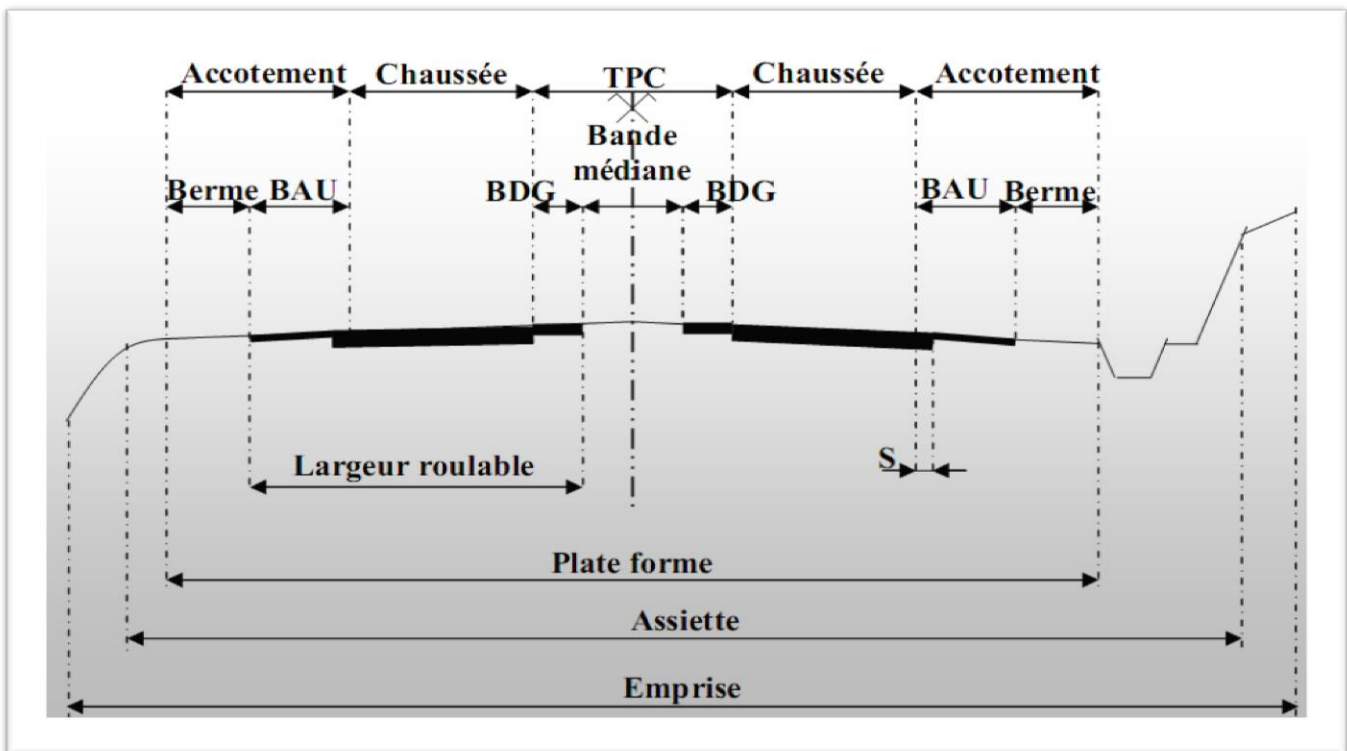 Accotement Chaussée TPC Chaussée Accotement
Bande
médiane
Berme BAU BDG BDG BAU Berme
Largeur roulable S
Plate forme
Assiette
Emprise